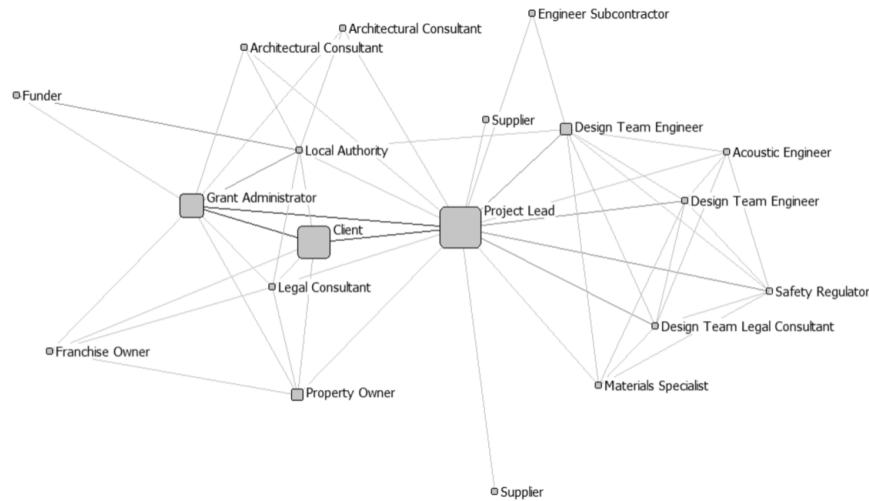 Engineer Subcontractor
Architectural Consultant
Architectural Consultant
Funder
Supplier
Design Team Engineer
Local Authority
Acoustic Engineer
Grant Administrator
Design Team Engineer
Project Lead
Client
Legal Consultant
Safety Regulator
Design Team Legal Consultant
Franchise Owner
Materials Specialist
Property Owner
Supplier